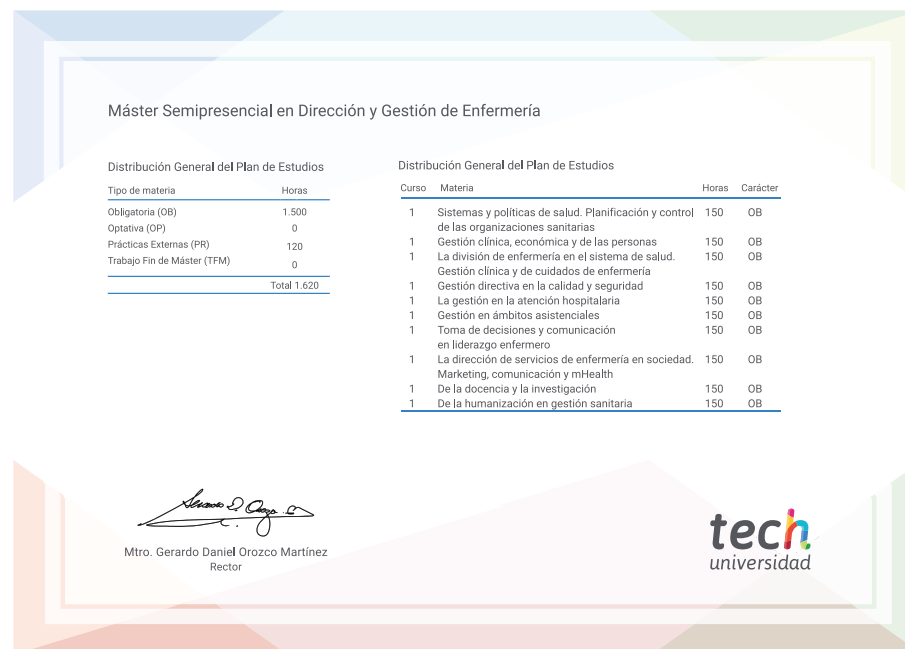 Máster Semipresencial en Dirección y Gestión de Enfermería
Distribución General del Plan de Estudios
Tipo de materia Horas
Obligatoria (OB) 1.500
Optativa (OP) 0
Prácticas Externas (PR) 120
Trabajo Fin de Máster (TFM) 0
Total 1.620
Distribución General del Plan de Estudios
Curso Materia Horas Carácter
1 Sistemas y políticas de salud. Planificación y control 150 OB
de las organizaciones sanitarias
1 Gestión clínica, económica y de las personas 150 OB
1 La división de enfermería en el sistema de salud. 150 OB
Gestión clínica y de cuidados de enfermería
1 Gestión directiva en la calidad y seguridad 150 OB
1 La gestión en la atención hospitalaria 150 OB
1 Gestión en ámbitos asistenciales 150 OB
1 Toma de decisiones y comunicación 150 OB
en liderazgo enfermero
1 La dirección de servicios de enfermería en sociedad. 150 OB
Marketing, comunicación y mHealth
1 De la docencia y la investigación 150 OB
1 De la humanización en gestión sanitaria 150 OB
Mtro. Gerardo Daniel Orozco Martínez
Rector
tech
universidad